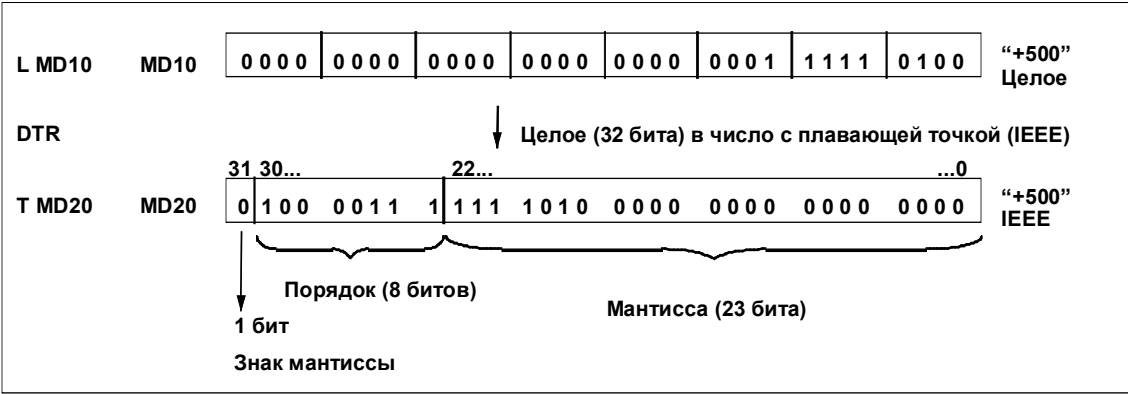 L MD10 MD10 0000 0000 0000 0000 0000 0001 1111 0100 “+500”
Целое
DTR Целое (32 бита) в число с плавающей точкой (IEEE)
31 30... 22... ...0
T MD20 MD20 0 100 0011 1 111 1010 0000 0000 0000 0000 “+500”
IEEE
Порядок (8 битов)
Мантисса (23 бита)
1 бит
Знак мантиссы